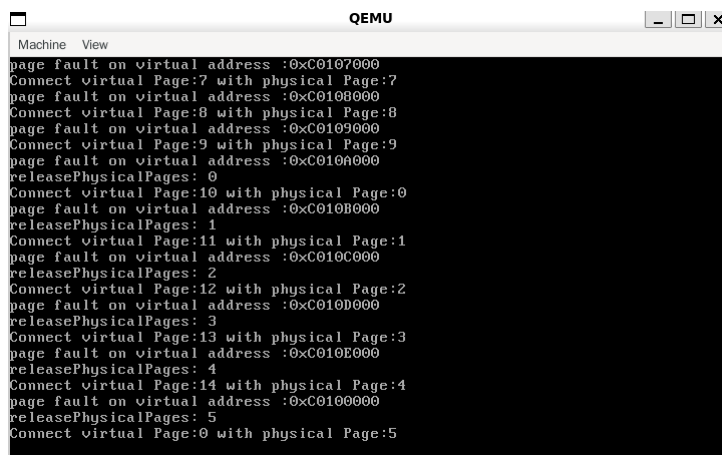 QEMU
Machine View
page fault on virtual address :0xC0107000
Connect virtual Page:7 with physical Page:7
page fault on virtual address :0xC0108000
Connect virtual Page:8 with physical Page:8
page fault on virtual address :0xC0109000
Connect virtual Page:9 with physical Page:9
page fault on virtual address :0xC010A000
releasePhysicalPages: 0
Connect virtual Page:10 with physical Page:0
page fault on virtual address :0xC010B000
releasePhysicalPages: 1
Connect virtual Page:11 with physical Page:1
page fault on virtual address :0xC010C000
releasePhysicalPages: 2
Connect virtual Page:12 with physical Page:2
page fault on virtual address :0xC010D000
releasePhysicalPages: 3
Connect virtual Page:13 with physical Page:3
page fault on virtual address :0xC010E000
releasePhysicalPages: 4
Connect virtual Page:14 with physical Page:4
page fault on virtual address :0xC0100000
releasePhysicalPages: 5
Connect virtual Page:0 with physical Page:5